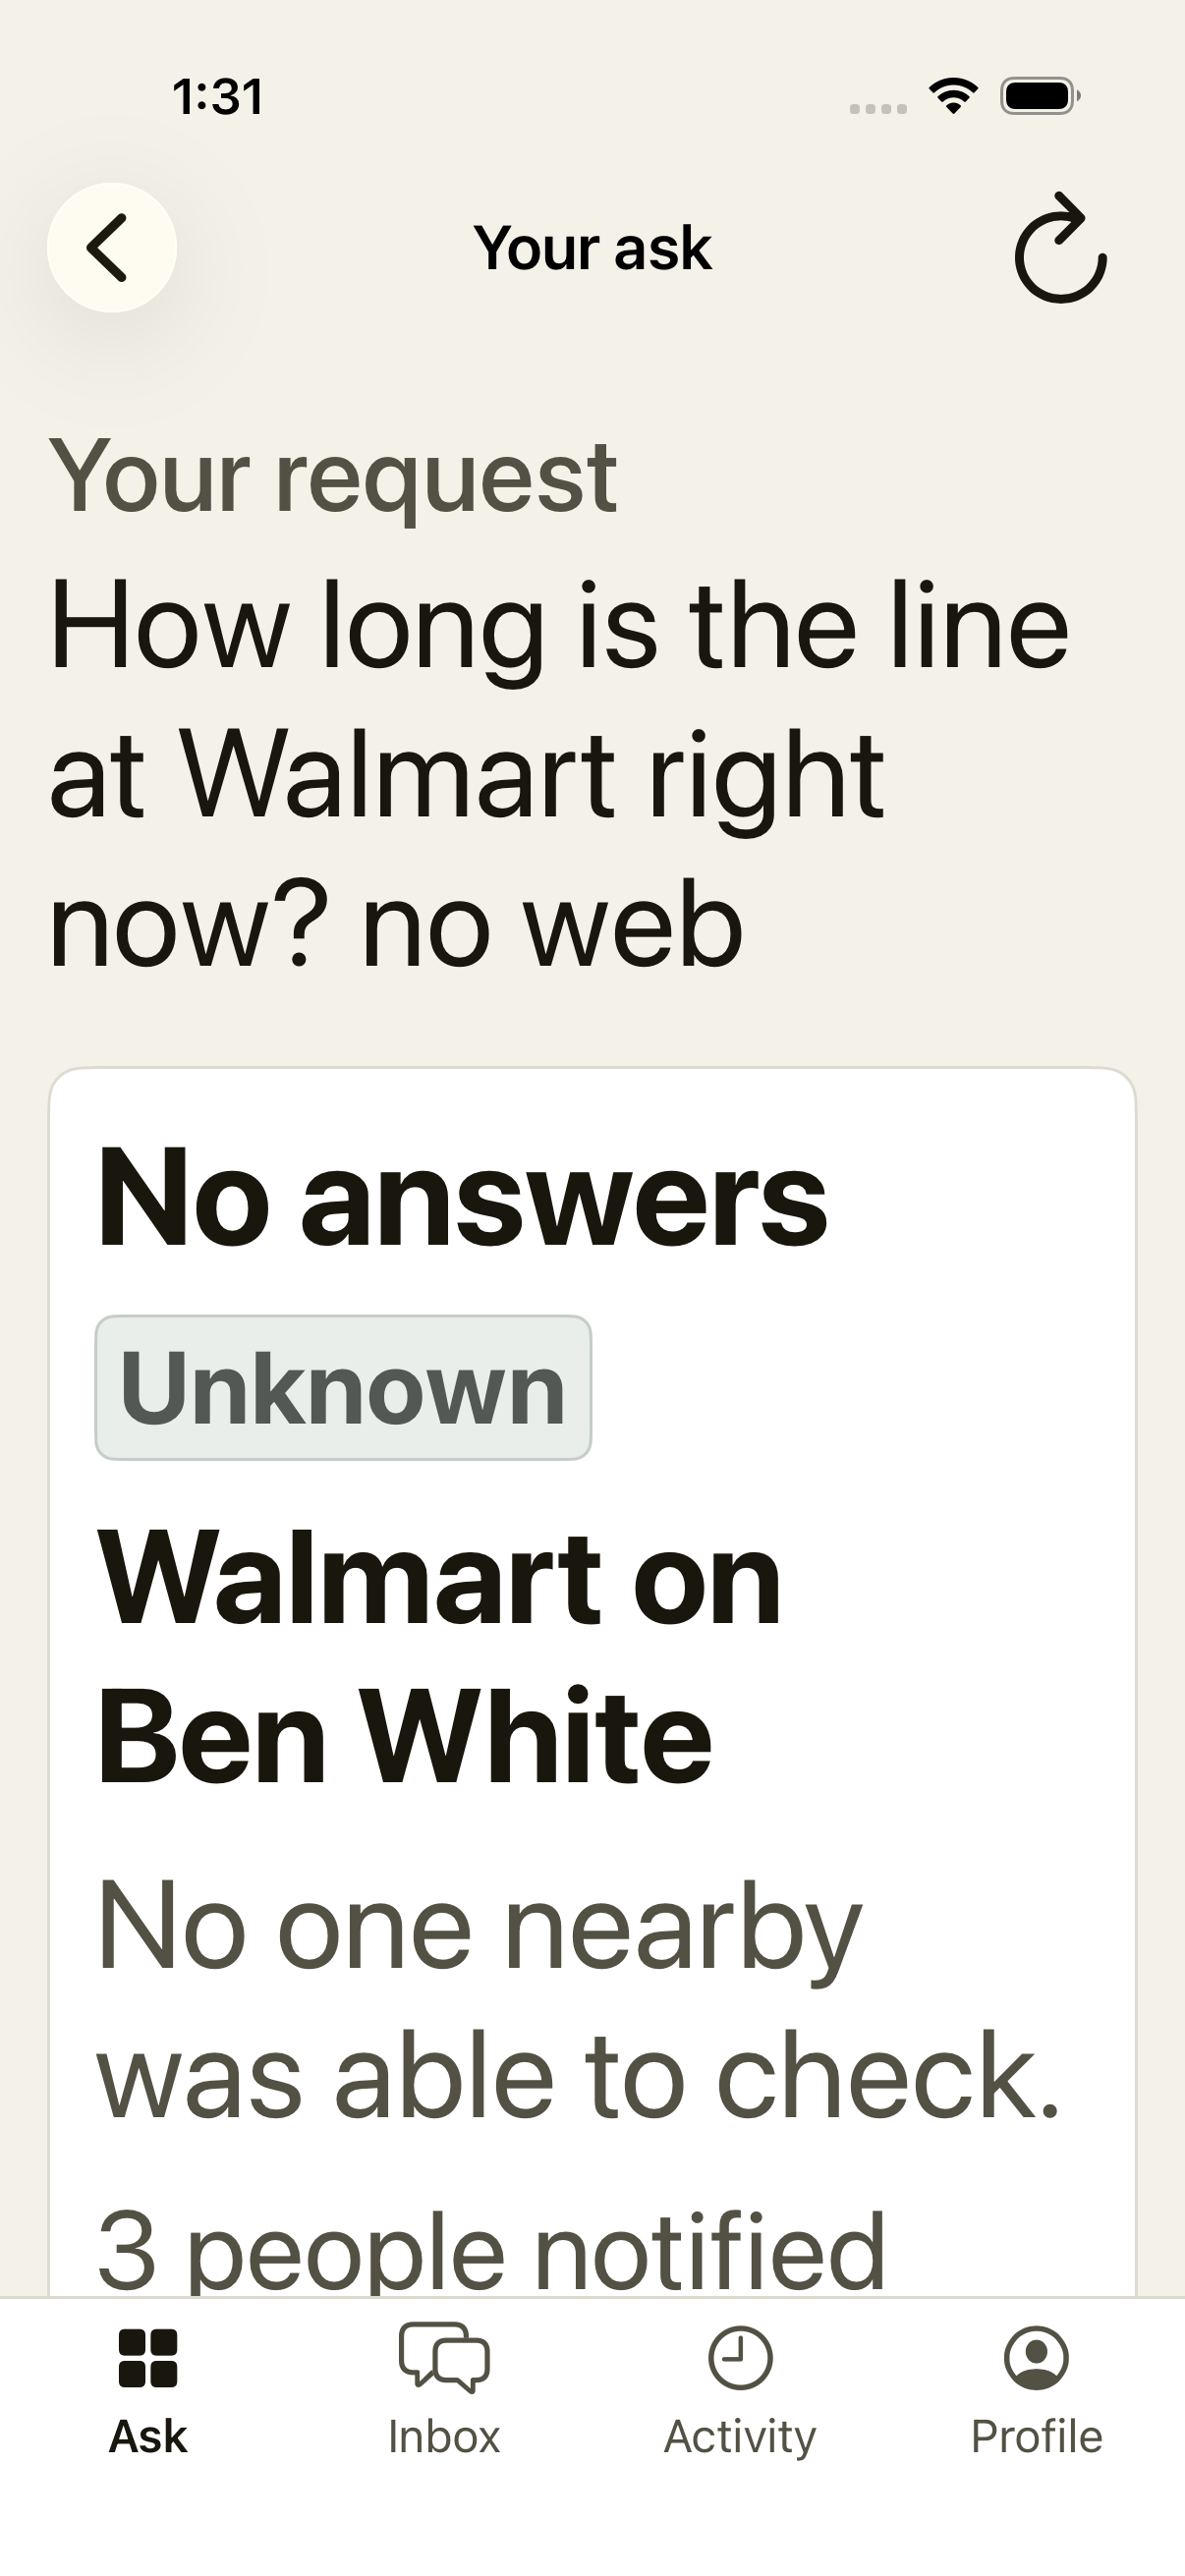 1:31
Your ask
Your request
How long is the line
at Walmart right
now? no web
No answers
Unknown
Walmart on
Ben White
No one nearby
was able to check.
3 people notified
Ask
Inbox
Activity
Profile